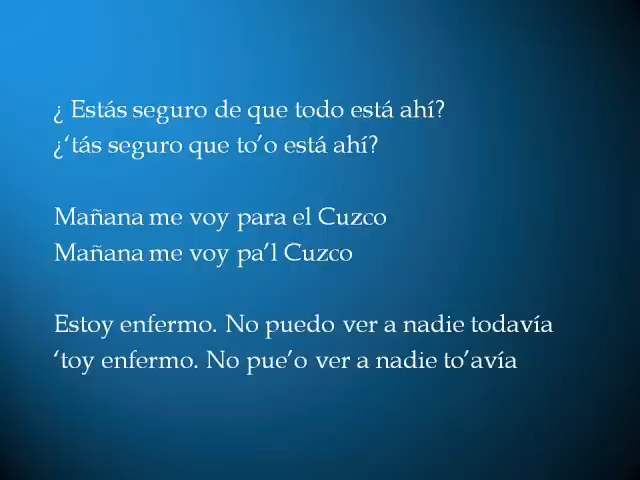 ¿ Estás seguro de que todo está ahí?
¿‘tás seguro que to’o está ahí?
Mañana me voy para el Cuzco
Mañana me voy pa’l Cuzco
Estoy enfermo. No puedo ver a nadie todavía
‘toy enfermo. No pue’o ver a nadie to’avía